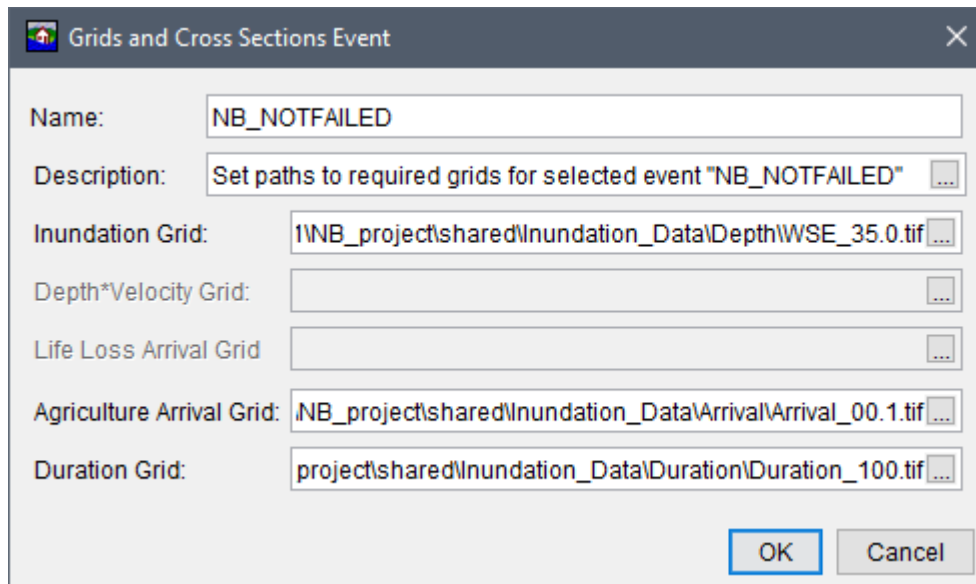 Grids and Cross Sections Event
Name: NB_NOTFAILED
Description: Set paths to required grids for selected event "NB_NOTFAILED" ...
Inundation Grid: 1\NB_project\shared\Inundation_Data\Depth\WSE_35.0.tif ...
Depth*Velocity Grid: ...
Life Loss Arrival Grid ...
Agriculture Arrival Grid: \NB_project\shared\Inundation_Data\Arrival\Arrival_00.1.tif ...
Duration Grid: project\shared\Inundation_Data\Duration\Duration_100.tif ...
OK Cancel